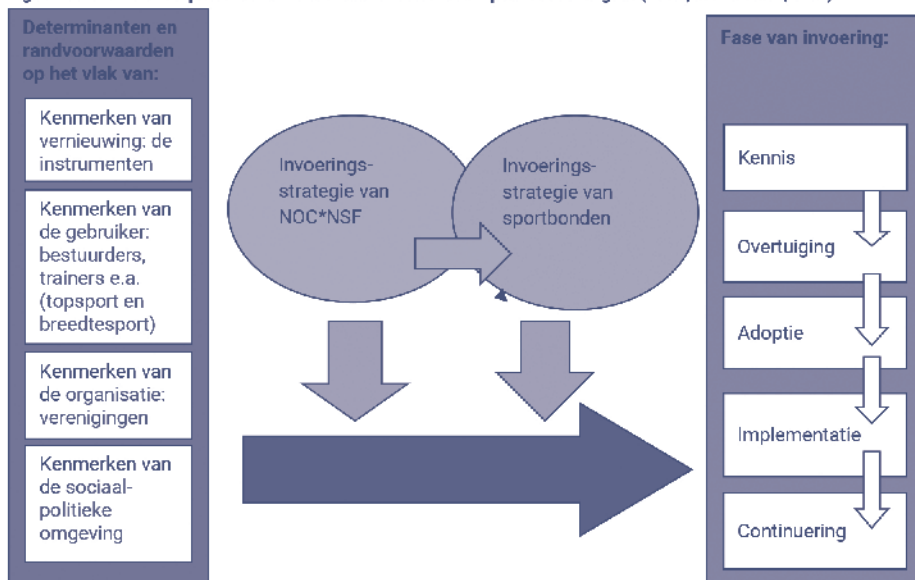 Determinanten en
randvoorwaarden
op het vlak van:
Kenmerken van
vernieuwing: de
instrumenten
Kenmerken van
de gebruiker:
bestuurders,
trainers e.a.
(topsport en
breedtesport)
Kenmerken van
de organisatie:
verenigingen
Kenmerken van
de sociaal-
politieke
omgeving
Invoerings-
strategie van
NOC*NSF
Invoerings-
strategie van
sportbonden
Fase van invoering:
Kennis
Overtuiging
Adoptie
Implementatie
Continuering